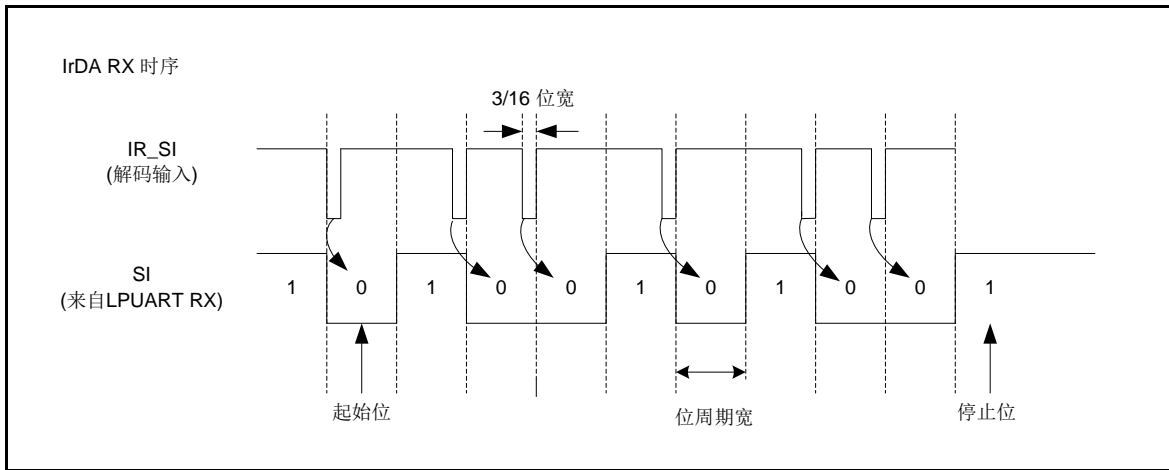 IrDA RX 时序
3/16 位宽
IR_SI
(解码输入)
SI
(来自LPUART RX)
1 0 1 0 0 1 0 1 0 0 1
起始位
位周期宽
停止位